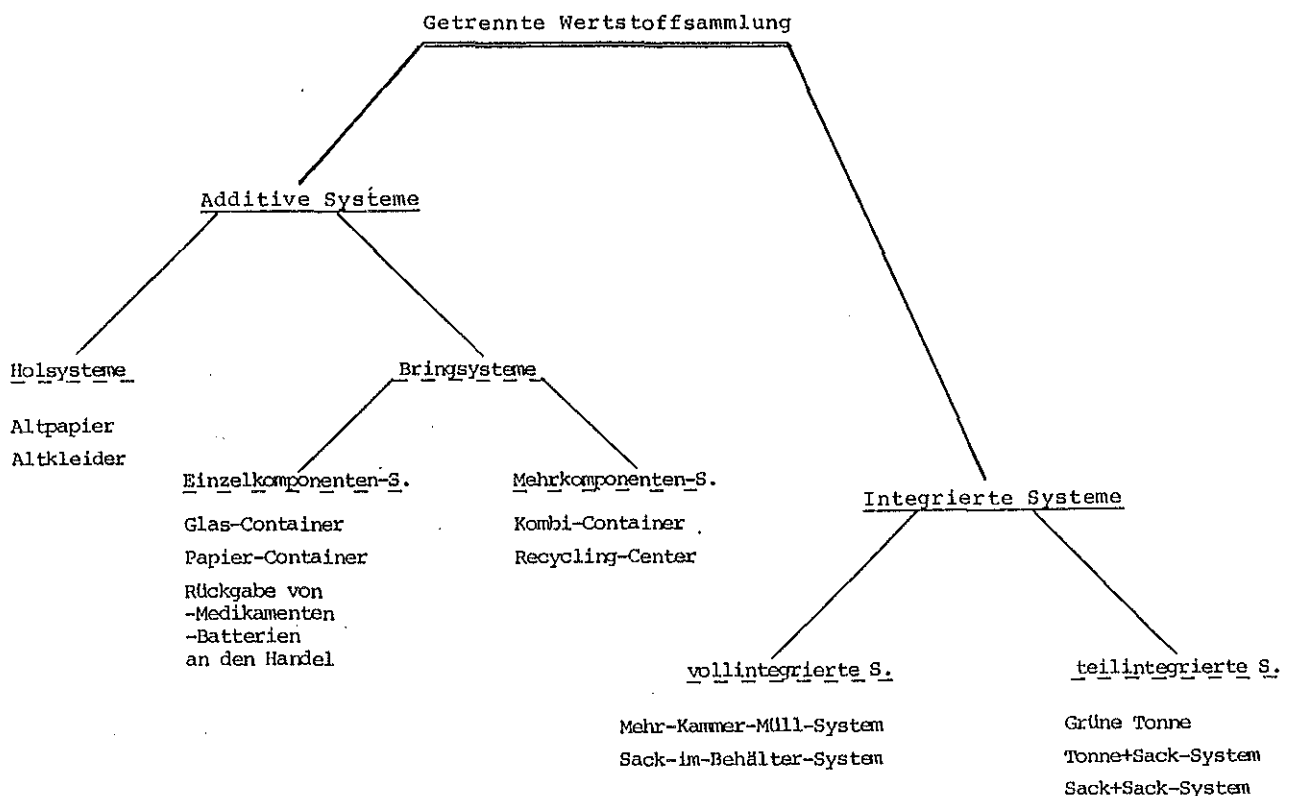 Getrennte Wertstoffsammlung
Additive Systeme
Holsysteme
Altpapier
Altkleider
Bringsysteme
Einzelkomponenten-S.
Glas-Container
Papier-Container
Rückgabe von
-Medikamenten
-Batterien
an den Handel
Mehrkomponenten-S.
Kombi-Container
Recycling-Center
Integrierte Systeme
vollintegrierte S.
Mehr-Kammer-Müll-System
Sack-im-Behälter-System
teilintegrierte S.
Grüne Tonne
Tonne+Sack-System
Sack+Sack-System